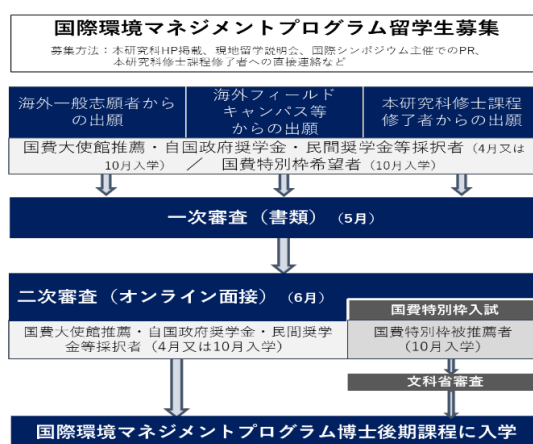 国際環境マネジメントプログラム留学生募集
募集方法：本研究科HP掲載、現地留学説明会、国際シンポジウム主催でのPR、
本研究科修士課程修了者への直接連絡など
海外一般志願者から
の出願
海外フィールド
キャンパス等
からの出願
本研究科修士課程
修了者からの出願
国費大使館推薦・自国政府奨学金・民間奨学金等採択者（4月又は
10月入学） ／ 国費特別枠希望者（10月入学）
一次審査（書類）（5月）
二次審査（オンライン面接）（6月）
国費大使館推薦・自国政府奨学金・民間奨学
金等採択者（4月又は10月入学）
国費特別枠入試
国費特別枠被推薦者
（10月入学）
文科省審査
国際環境マネジメントプログラム博士後期課程に入学